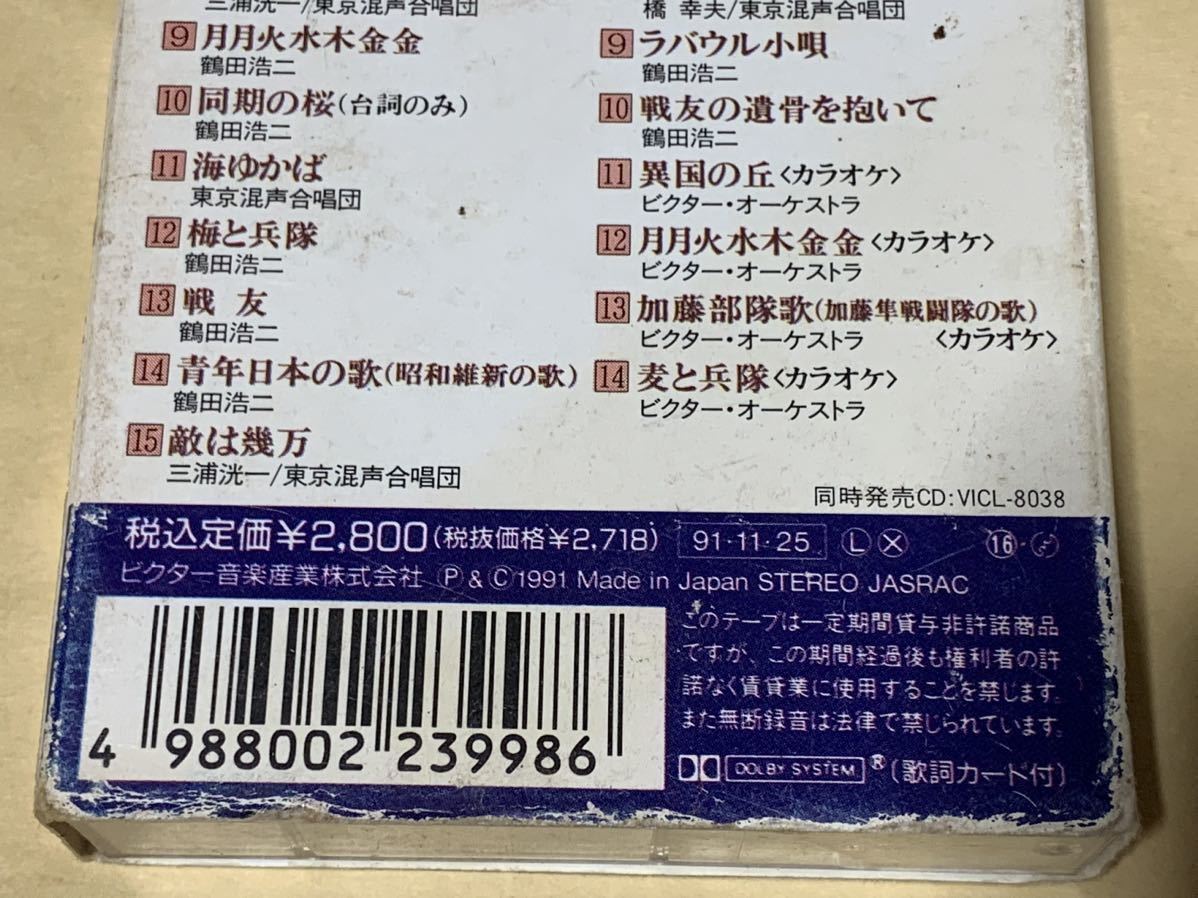 三浦洸一/東京混声合唱団
9 月月火水木金金
鶴田浩二
10 同期の桜(台詞のみ)
鶴田浩二
11 海ゆかば
東京混声合唱団
12 梅と兵隊
鶴田浩二
13 戦 友
鶴田浩二
14 青年日本の歌(昭和維新の歌)
鶴田浩二
15 敵は幾万
三浦洸一/東京混声合唱団
橋 幸夫/東京混声合唱団
9 ラバウル小唄
鶴田浩二
10 戦友の遺骨を抱いて
鶴田浩二
11 異国の丘〈カラオケ〉
ビクター・オーケストラ
12 月月火水木金金〈カラオケ〉
ビクター・オーケストラ
13 加藤部隊歌(加藤隼戦闘隊の歌)
ビクター・オーケストラ 〈カラオケ〉
14 麦と兵隊〈カラオケ〉
ビクター・オーケストラ
同時発売CD:VICL-8038
税込定価¥2,800(税抜価格¥2,718) 91・11・25 Ⓛ Ⓧ ⑯・
ビクター音楽産業株式会社 Ⓟ & Ⓒ 1991 Made in Japan STEREO JASRAC
このテープは一定期間貸与非許諾商品
ですが、この期間経過後も権利者の許
諾なく賃貸業に使用することを禁じます。
また無断録音は法律で禁じられています。
4 988002 239986
DOLBY SYSTEM ® (歌詞カード付)